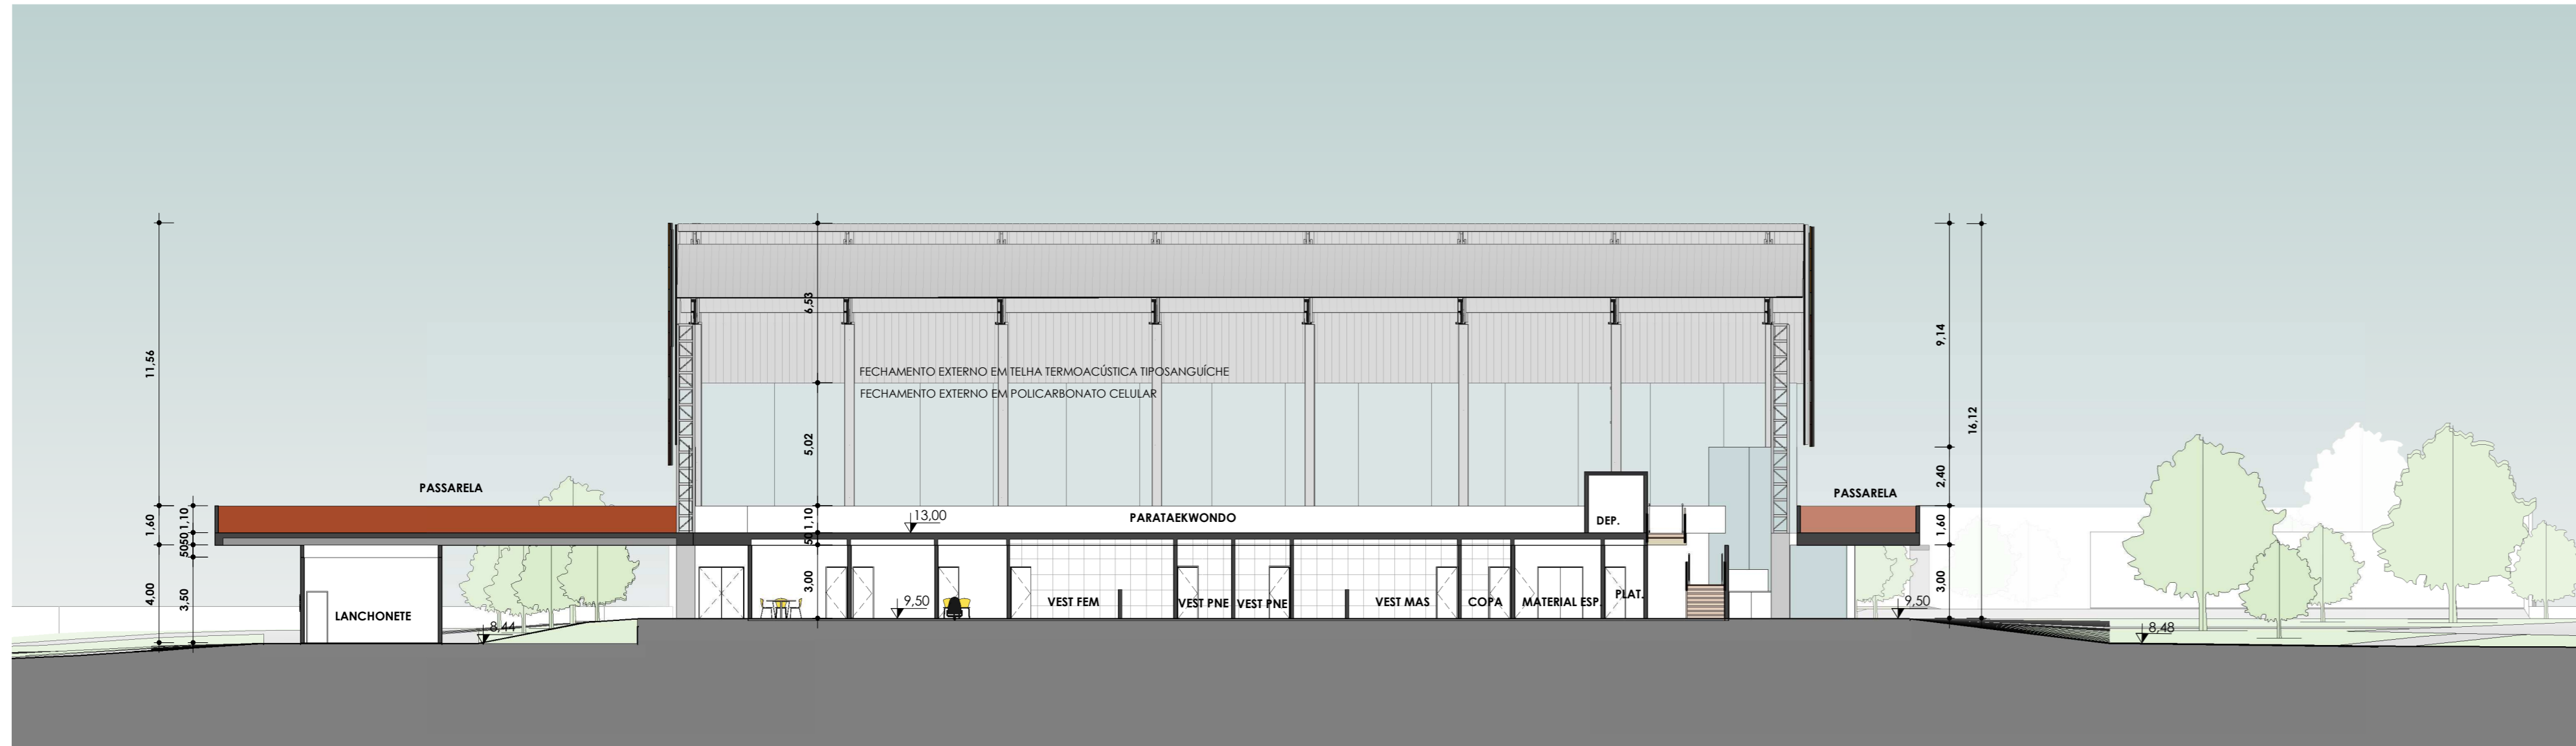 6,53
9,14
11,56
FECHAMENTO EXTERNO EM TELHA TERMOACÚSTICA TIPOSANGUÍCHE
FECHAMENTO EXTERNO EM POLICARBONATO CELULAR
16,12
5,02
2,40
PASSARELA
PASSARELA
1,60
1,10
50
50
13,00
1,10
50
PARATAEKWONDO
DEP.
1,60
4,00
3,50
LANCHONETE
8,44
3,00
9,50
VEST FEM
VEST PNE
VEST PNE
VEST MAS
COPA
MATERIAL ESP.
PLAT.
3,00
9,50
8,48